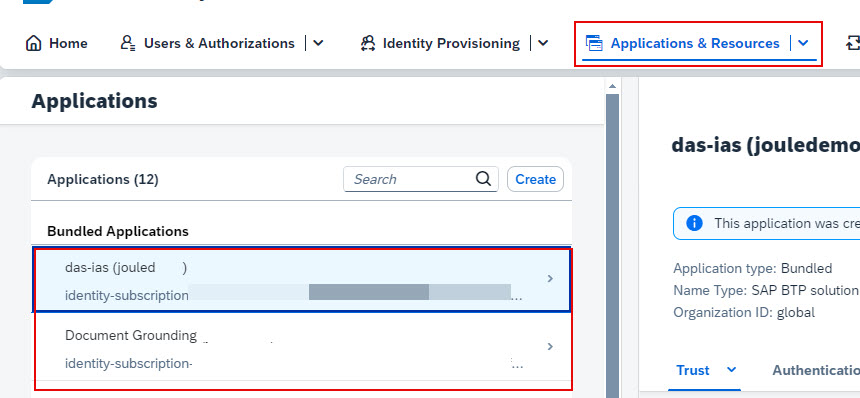 Home
Users & Authorizations
Identity Provisioning
Applications & Resources
Applications
das-ias (jouledemo
Applications (12)
Search
Create
This application was cre
Bundled Applications
das-ias (jouled )
identity-subscription ...
Application type: Bundled
Name Type: SAP BTP solution
Organization ID: global
Document Grounding
identity-subscription- ...
Trust
Authenticatio